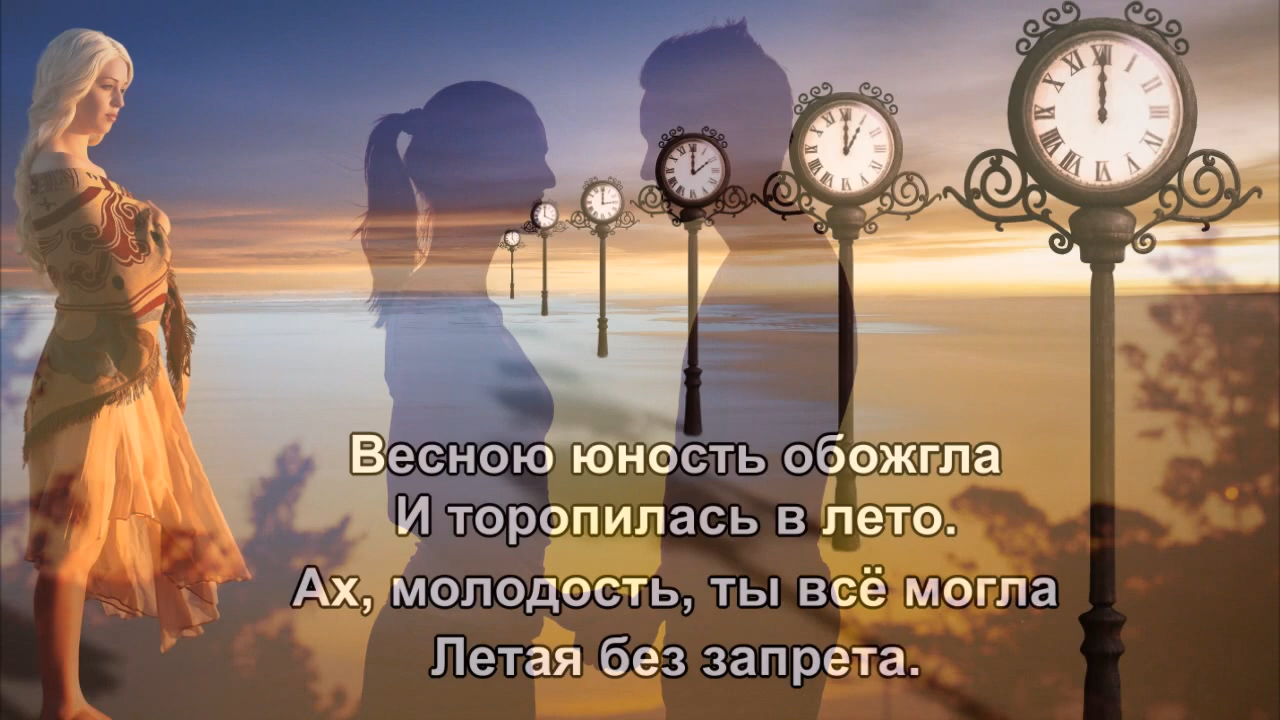 Весною юность обожгла
И торопилась в лето.
Ах, молодость, ты всё могла
Летая без запрета.